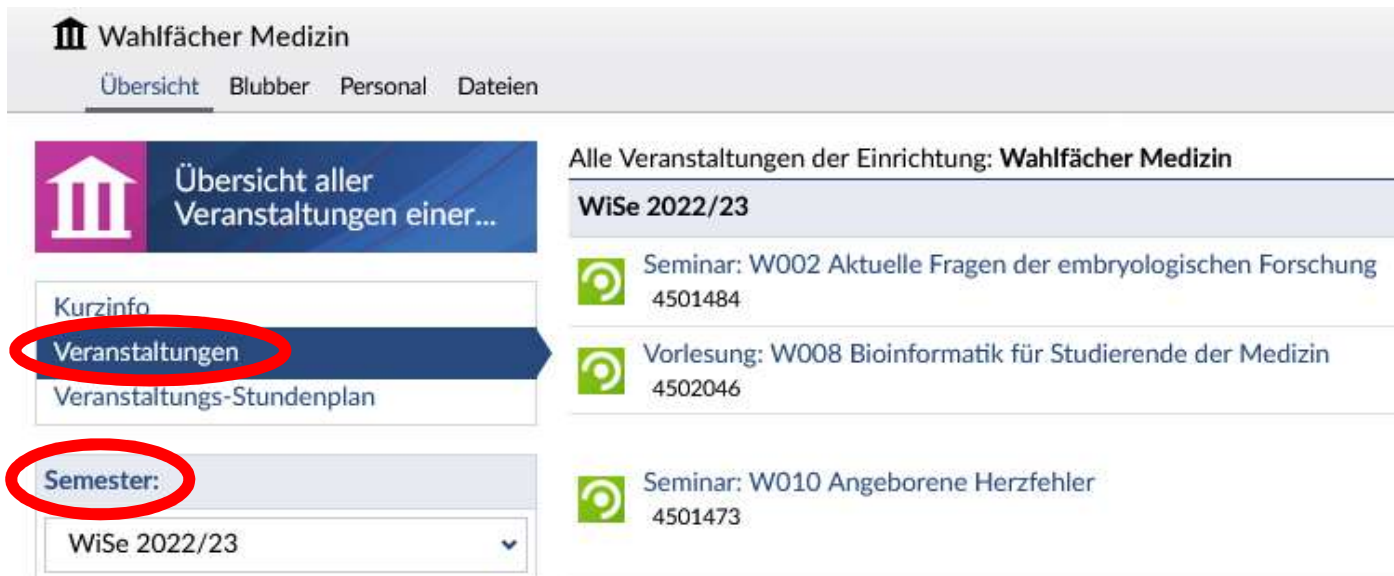 Wahlfächer Medizin
Übersicht Blubber Personal Dateien
Übersicht aller
Veranstaltungen einer...
Kurzinfo
Veranstaltungen
Veranstaltungs-Stundenplan
Semester:
WiSe 2022/23
Alle Veranstaltungen der Einrichtung: Wahlfächer Medizin
WiSe 2022/23
Seminar: W002 Aktuelle Fragen der embryologischen Forschung
4501484
Vorlesung: W008 Bioinformatik für Studierende der Medizin
4502046
Seminar: W010 Angeborene Herzfehler
4501473